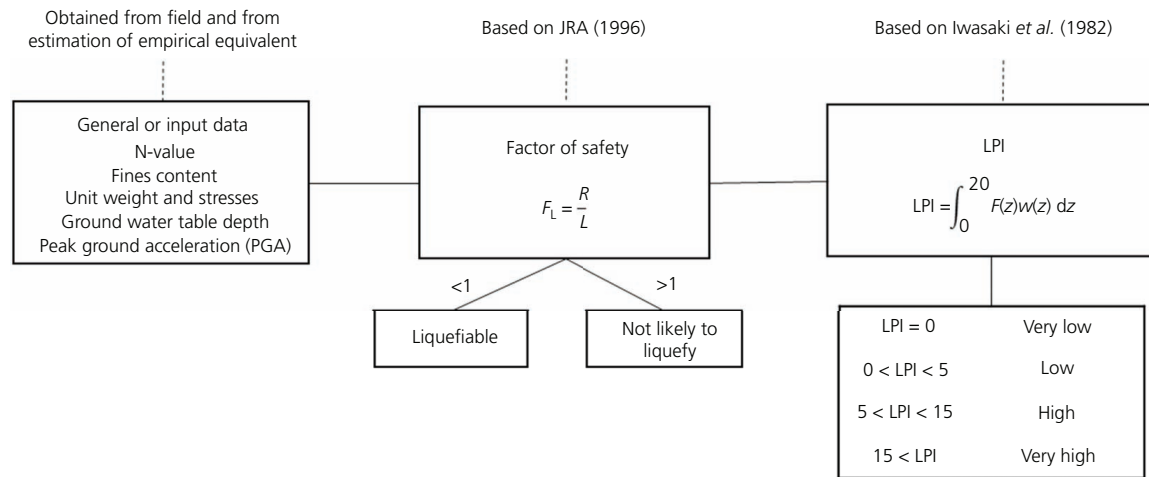 Obtained from field and from
estimation of empirical equivalent
General or input data
N-value
Fines content
Unit weight and stresses
Ground water table depth
Peak ground acceleration (PGA)
Based on JRA (1996)
Factor of safety
F_L = R/L
<1
>1
Liquefiable
Not likely to
liquefy
Based on Iwasaki et al. (1982)
LPI
LPI = ∫₀²⁰ F(z)w(z) dz
LPI = 0 Very low
0 < LPI < 5 Low
5 < LPI < 15 High
15 < LPI Very high